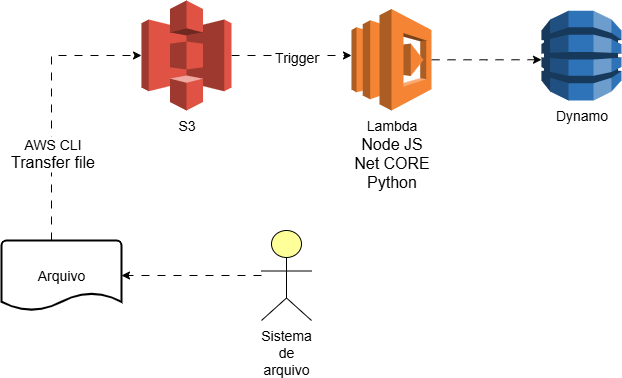 Trigger
S3
Lambda
Node JS
Net CORE
Python
Dynamo
AWS CLI
Transfer file
Arquivo
Sistema
de
arquivo